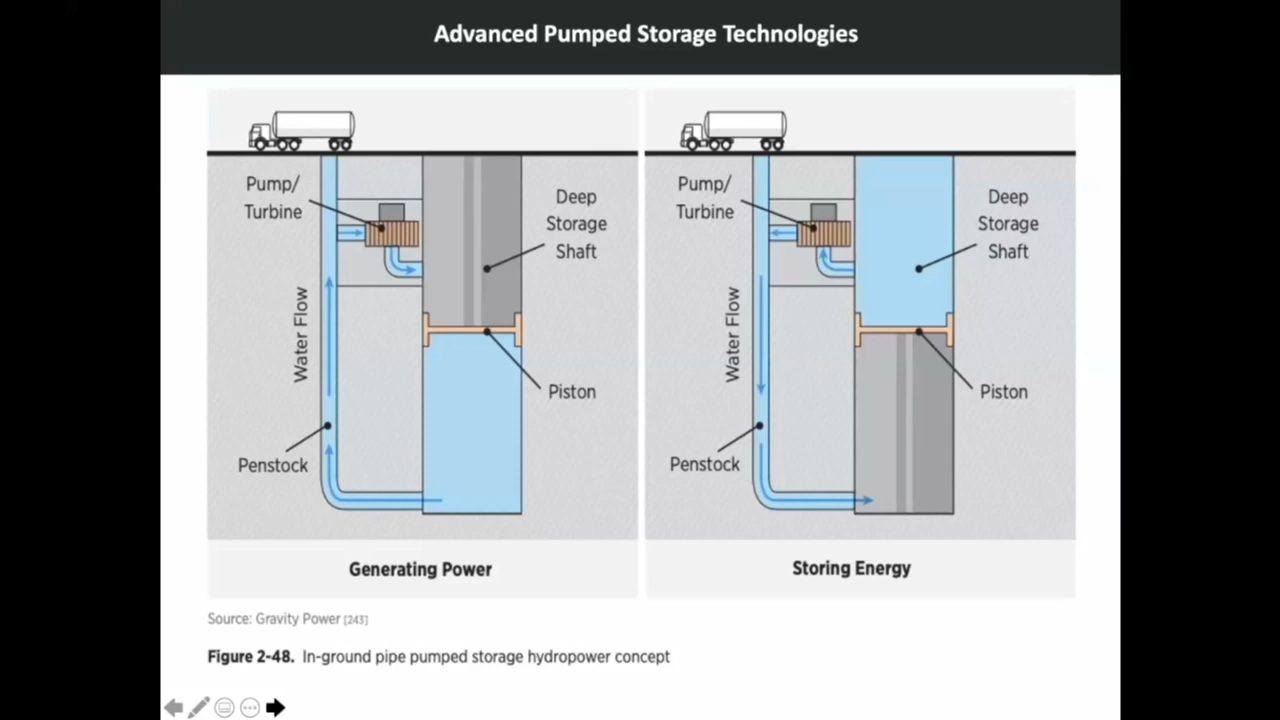 Advanced Pumped Storage Technologies
Pump/
Turbine
Deep
Storage
Shaft
Water Flow
Piston
Penstock
Generating Power
Pump/
Turbine
Deep
Storage
Shaft
Water Flow
Piston
Penstock
Storing Energy
Source: Gravity Power [243]
Figure 2-48. In-ground pipe pumped storage hydropower concept